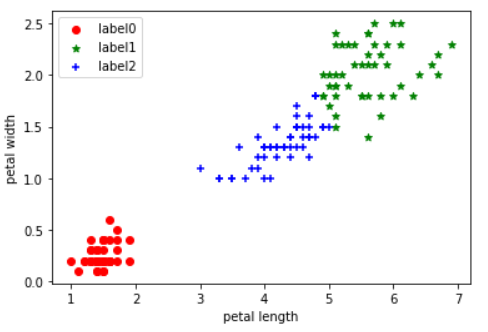 label0
label1
label2
2.5
2.0
1.5
1.0
0.5
0.0
petal width
1 2 3 4 5 6 7
petal length